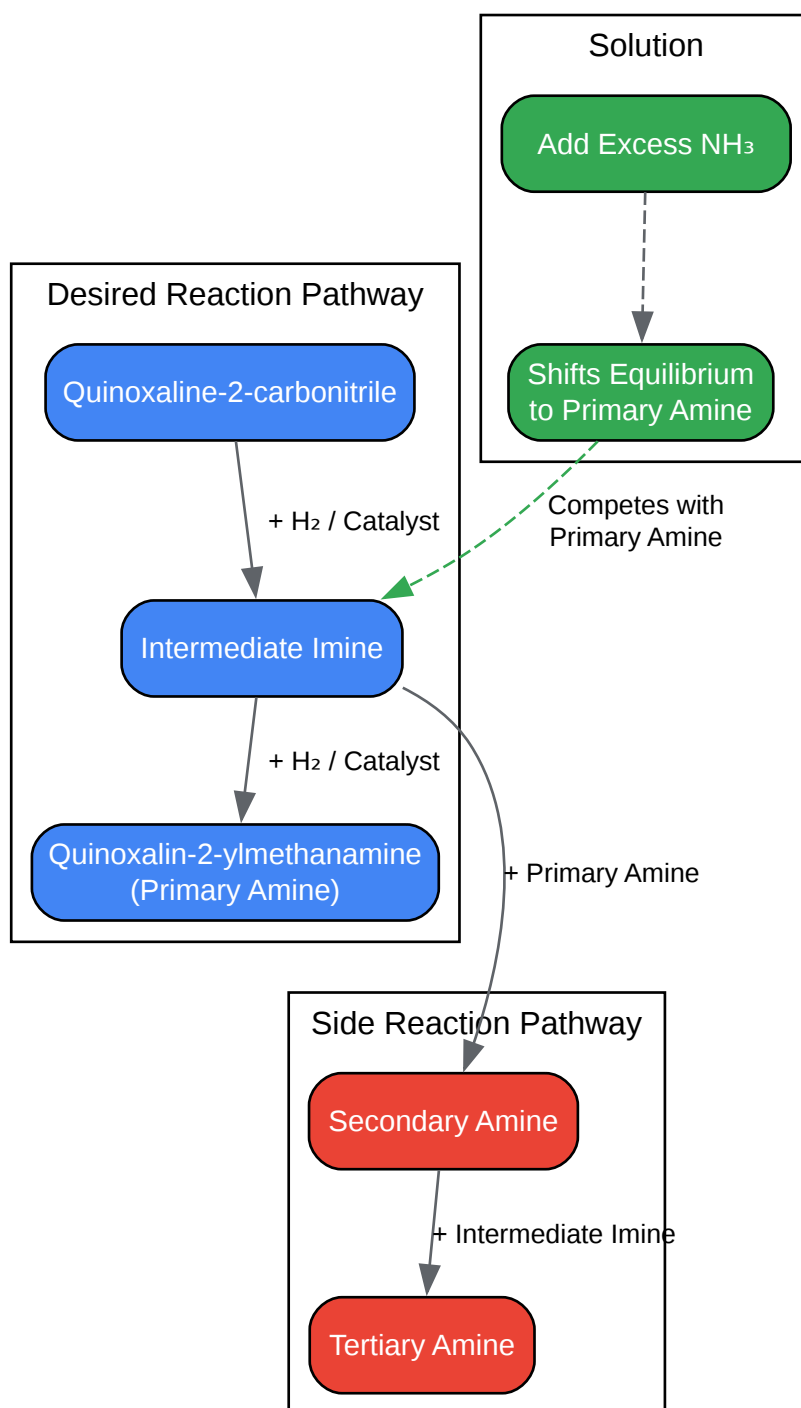 Solution
Add Excess NH₃
Desired Reaction Pathway
Quinoxaline-2-carbonitrile
Shifts Equilibrium
to Primary Amine
+ H₂ / Catalyst
Competes with
Primary Amine
Intermediate Imine
+ H₂ / Catalyst
Quinoxalin-2-ylmethanamine
(Primary Amine)
+ Primary Amine
Side Reaction Pathway
Secondary Amine
+ Intermediate Imine
Tertiary Amine